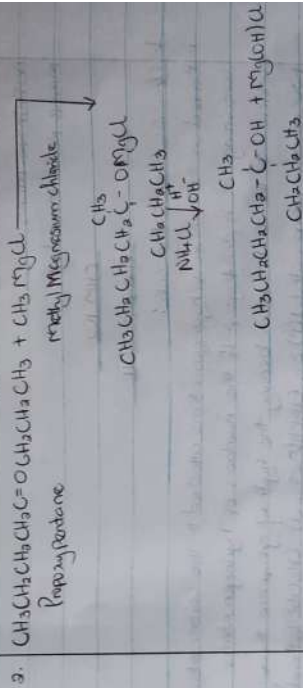 2. CH3CH2CH2CH2C=OCH2CH2CH3 + CH3MgCl
Propoxypentane
methyl Magnesium chloride
CH3
CH3CH2CH2CH2C-OMgCl
CH2CH2CH3
NH4Cl H+
OH-
CH3
CH3CH2CH2CH2-C-OH + Mg(OH)Cl
CH2CH2CH3